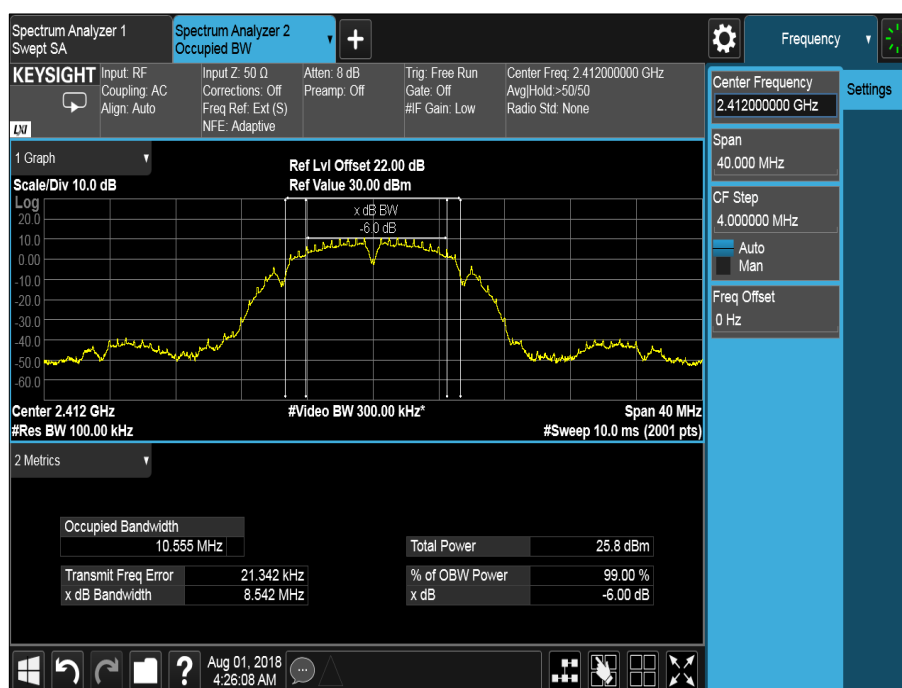 Spectrum Analyzer 1
Swept SA
Spectrum Analyzer 2
Occupied BW
Frequency
KEYSIGHT
LXI
Input: RF
Coupling: AC
Align: Auto
Input Z: 50 Ω
Corrections: Off
Freq Ref: Ext (S)
NFE: Adaptive
Atten: 8 dB
Preamp: Off
Trig: Free Run
Gate: Off
#IF Gain: Low
Center Freq: 2.412000000 GHz
Avg|Hold:>50/50
Radio Std: None
Center Frequency
2.412000000 GHz
Settings
Span
40.000 MHz
CF Step
4.000000 MHz
Auto
Man
Freq Offset
0 Hz
1 Graph
Scale/Div 10.0 dB
Ref Lvl Offset 22.00 dB
Ref Value 30.00 dBm
Log
x dB BW
-6.0 dB
20.0
10.0
0.00
-10.0
-20.0
-30.0
-40.0
-50.0
-60.0
Center 2.412 GHz
#Video BW 300.00 kHz*
Span 40 MHz
#Res BW 100.00 kHz
#Sweep 10.0 ms (2001 pts)
2 Metrics
Occupied Bandwidth
10.555 MHz
Total Power 25.8 dBm
Transmit Freq Error 21.342 kHz
% of OBW Power 99.00 %
x dB Bandwidth 8.542 MHz
x dB -6.00 dB
?
Aug 01, 2018
4:26:08 AM